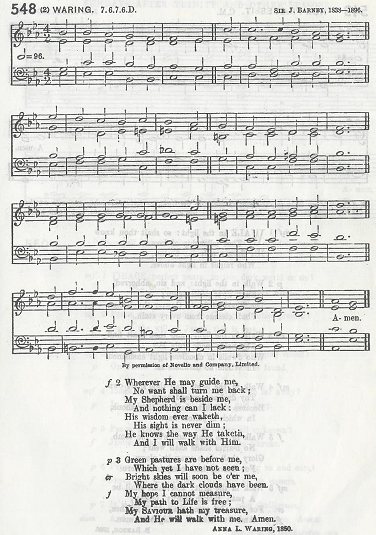 548 (2) WARING. 7.6.7.6.D. SIR J. BARNBY, 1838—1896.
=96.
A- men.
By permission of Novello and Company, Limited.
f 2 Wherever He may guide me,
No want shall turn me back;
My Shepherd is beside me,
And nothing can I lack:
His wisdom ever waketh,
His sight is never dim;
He knows the way He taketh,
And I will walk with Him.
p 3 Green pastures are before me,
Which yet I have not seen;
cr Bright skies will soon be o'er me,
Where the dark clouds have been.
f My hope I cannot measure,
My path to Life is free;
My SAVIOUR hath my treasure,
And He will walk with me. Amen.
ANNA L. WARING, 1850.